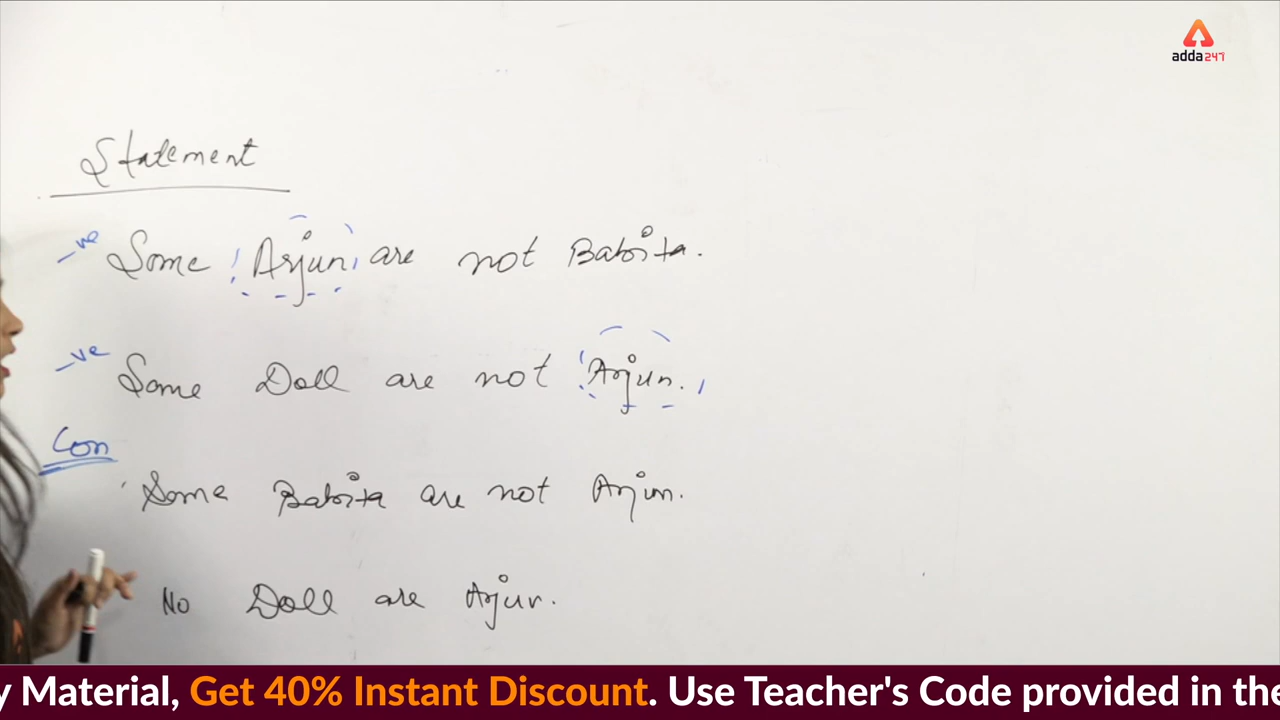 adda247
Statement
-ve Some Arjun are not Babita.
-ve Some Doll are not Arjun.
Con
Some Babita are not Arjun.
No Doll are Arjun.
y Material, Get 40% Instant Discount. Use Teacher's Code provided in the